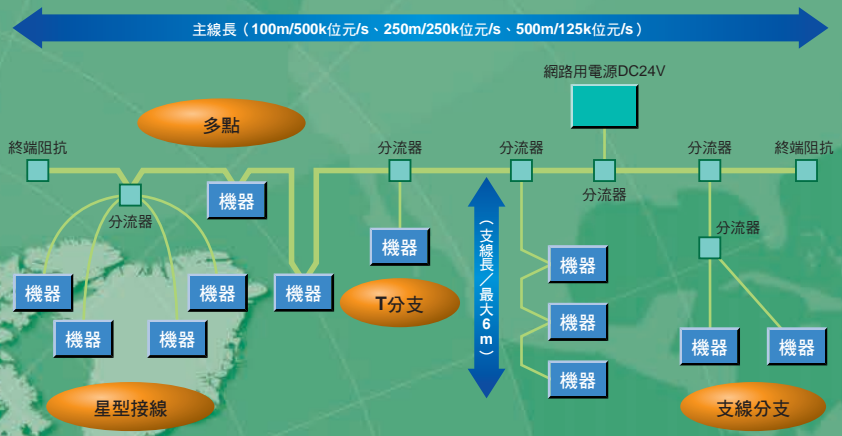 主線長（100m/500k位元/s、250m/250k位元/s、500m/125k位元/s）
網路用電源DC24V
多點
終端阻抗
分流器
分流器
分流器
終端阻抗
分流器
機器
分流器
分流器
機器
（支線長／最大6m）
機器
機器
機器
機器
T分支
機器
機器
機器
機器
機器
機器
星型接線
支線分支